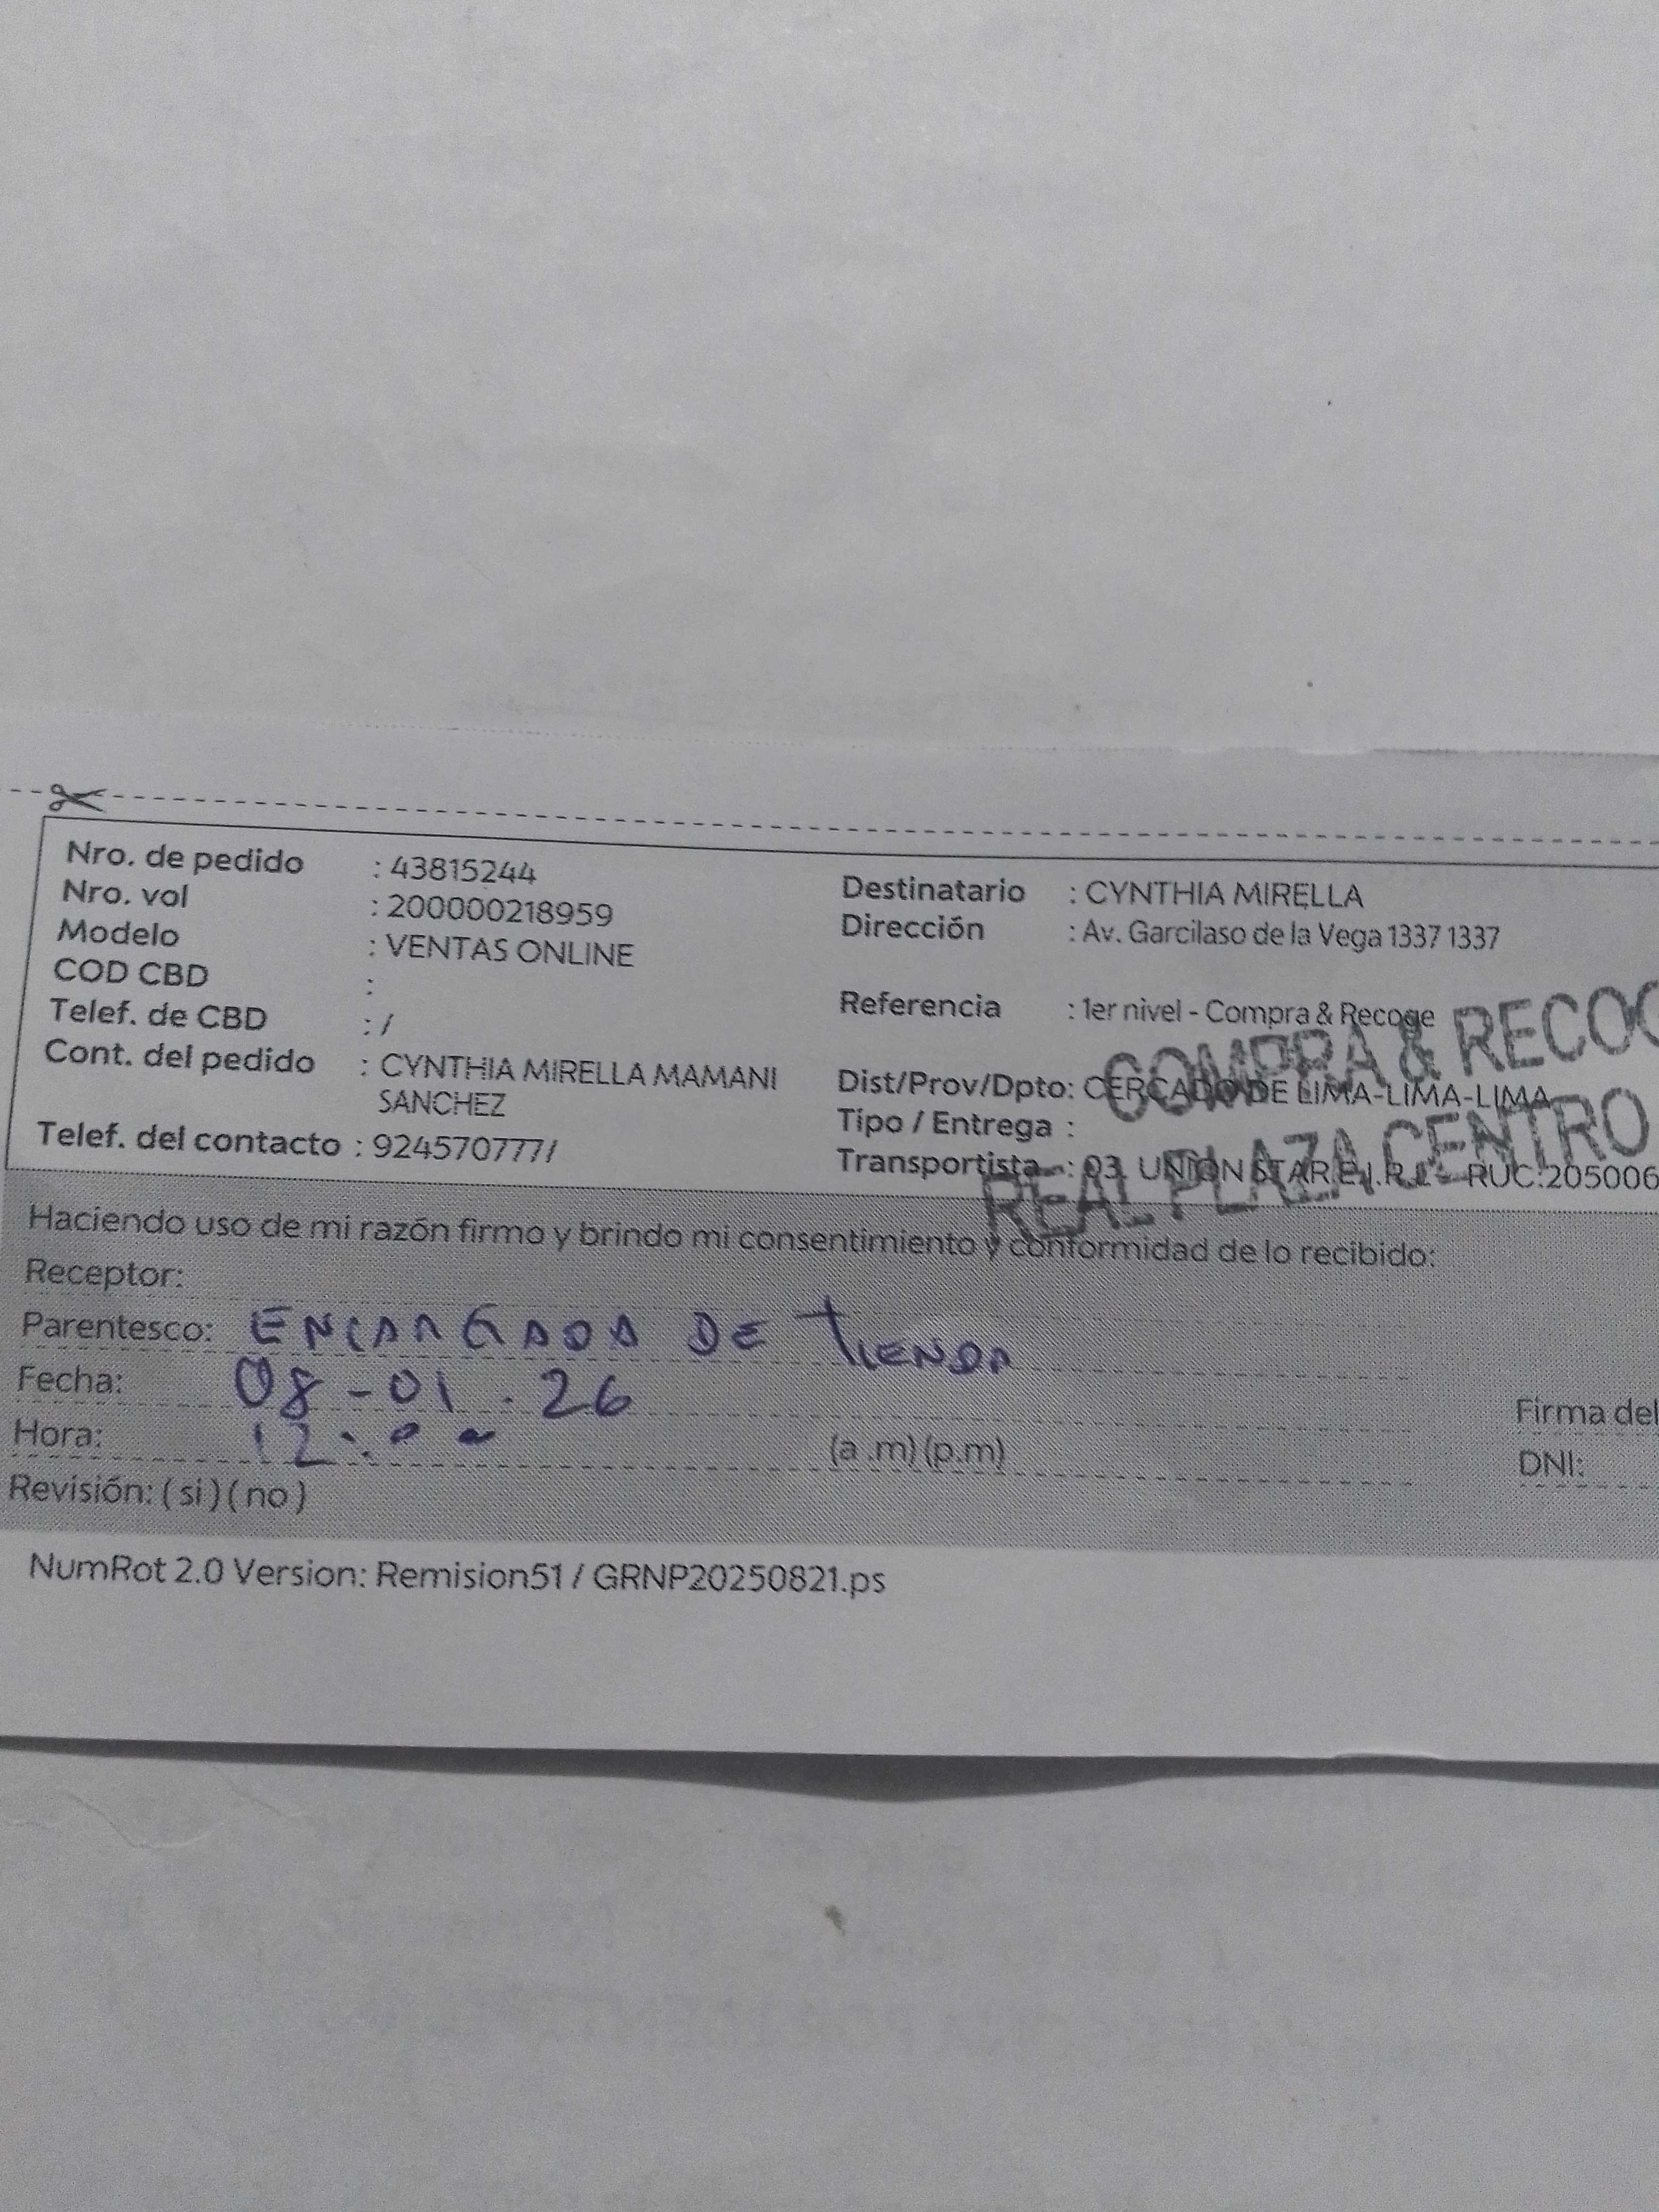 Nro. de pedido : 43815244
Nro. vol : 200000218959
Modelo : VENTAS ONLINE
COD CBD :
Telef. de CBD : /
Cont. del pedido : CYNTHIA MIRELLA MAMANI
SANCHEZ
Telef. del contacto : 924570777/
Destinatario : CYNTHIA MIRELLA
Dirección : Av. Garcilaso de la Vega 1337 1337
Referencia : 1er nivel - Compra & Recoge
Dist/Prov/Dpto: CERCADO DE LIMA-LIMA-LIMA
Tipo / Entrega :
Transportista : 03 UNION STAR E.I.R.L - RUC:205006
COMPRA & RECOG
REAL PLAZA CENTRO
Haciendo uso de mi razón firmo y brindo mi consentimiento y conformidad de lo recibido:
Receptor:
Parentesco: ENCARGADA DE TIENDA
Fecha: 08-01.26
Hora: 12:00 (a .m) (p.m)
Revisión: ( si ) ( no )
Firma del
DNI:
NumRot 2.0 Version: Remision51 / GRNP20250821.ps